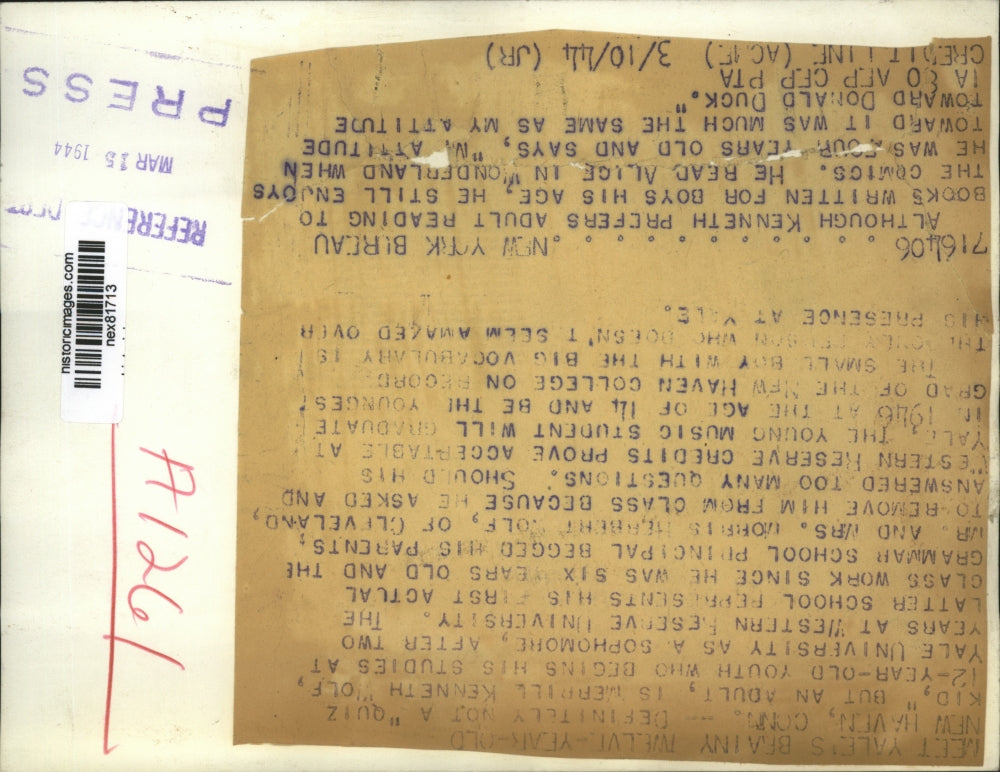 MEET YALE'S BRAINY TWELVE-YEAR-OLD
NEW HAVEN, CONN. -- DEFINITELY NOT A "QUIZ
KID," BUT AN ADULT, IS MERRILL KENNETH WOLF,
12-YEAR-OLD YOUTH WHO BEGINS HIS STUDIES AT
YALE UNIVERSITY AS A SOPHOMORE, AFTER TWO
YEARS AT WESTERN RESERVE UNIVERSITY. THE
LATTER SCHOOL REPRESENTS HIS FIRST ACTUAL
CLASS WORK SINCE HE WAS SIX YEARS OLD AND THE
GRAMMAR SCHOOL PRINCIPAL BEGGED HIS PARENTS,
MR. AND MRS. MORRIS HERBERT WOLF, OF CLEVELAND,
TO REMOVE HIM FROM CLASS BECAUSE HE ASKED AND
ANSWERED TOO MANY QUESTIONS. SHOULD HIS
WESTERN RESERVE CREDITS PROVE ACCEPTABLE AT
YALE, THE YOUNG MUSIC STUDENT WILL GRADUATE
IN 1946 AT THE AGE OF 14 AND BE THE YOUNGEST
GRAD OF THE NEW HAVEN COLLEGE ON RECORD.
THE SMALL BOY WITH THE BIG VOCABULARY IS
THE ONLY PERSON WHO DOESN'T SEEM AMAZED OVER
HIS PRESENCE AT YALE.
716406 . . . . . . . . . . . NEW YORK BUREAU
ALTHOUGH KENNETH PREFERS ADULT READING TO
BOOKS WRITTEN FOR BOYS HIS AGE, HE STILL ENJOYS
THE COMICS. HE READ ALICE IN WONDERLAND WHEN
HE WAS FOUR YEARS OLD AND SAYS, "MY ATTITUDE
TOWARD IT WAS MUCH THE SAME AS MY ATTITUDE
TOWARD DONALD DUCK."
1A CO AEP CEP PTA
CREDIT LINE (ACME) 3/10/44 (JR)
PRESS
MAR 15 1944
REFERENCE DEPT
historicimages.com
nex81713
A1261